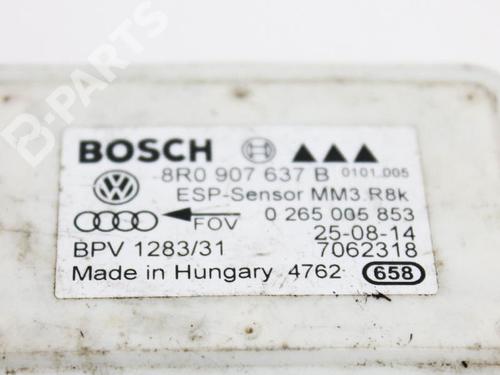 B-PARTS
BOSCH
8R0 907 637 B 0101.005
ESP-Sensor MM3.R8k
FOV 0 265 005 853
25-08-14
BPV 1283/31 7062318
Made in Hungary 4762 658